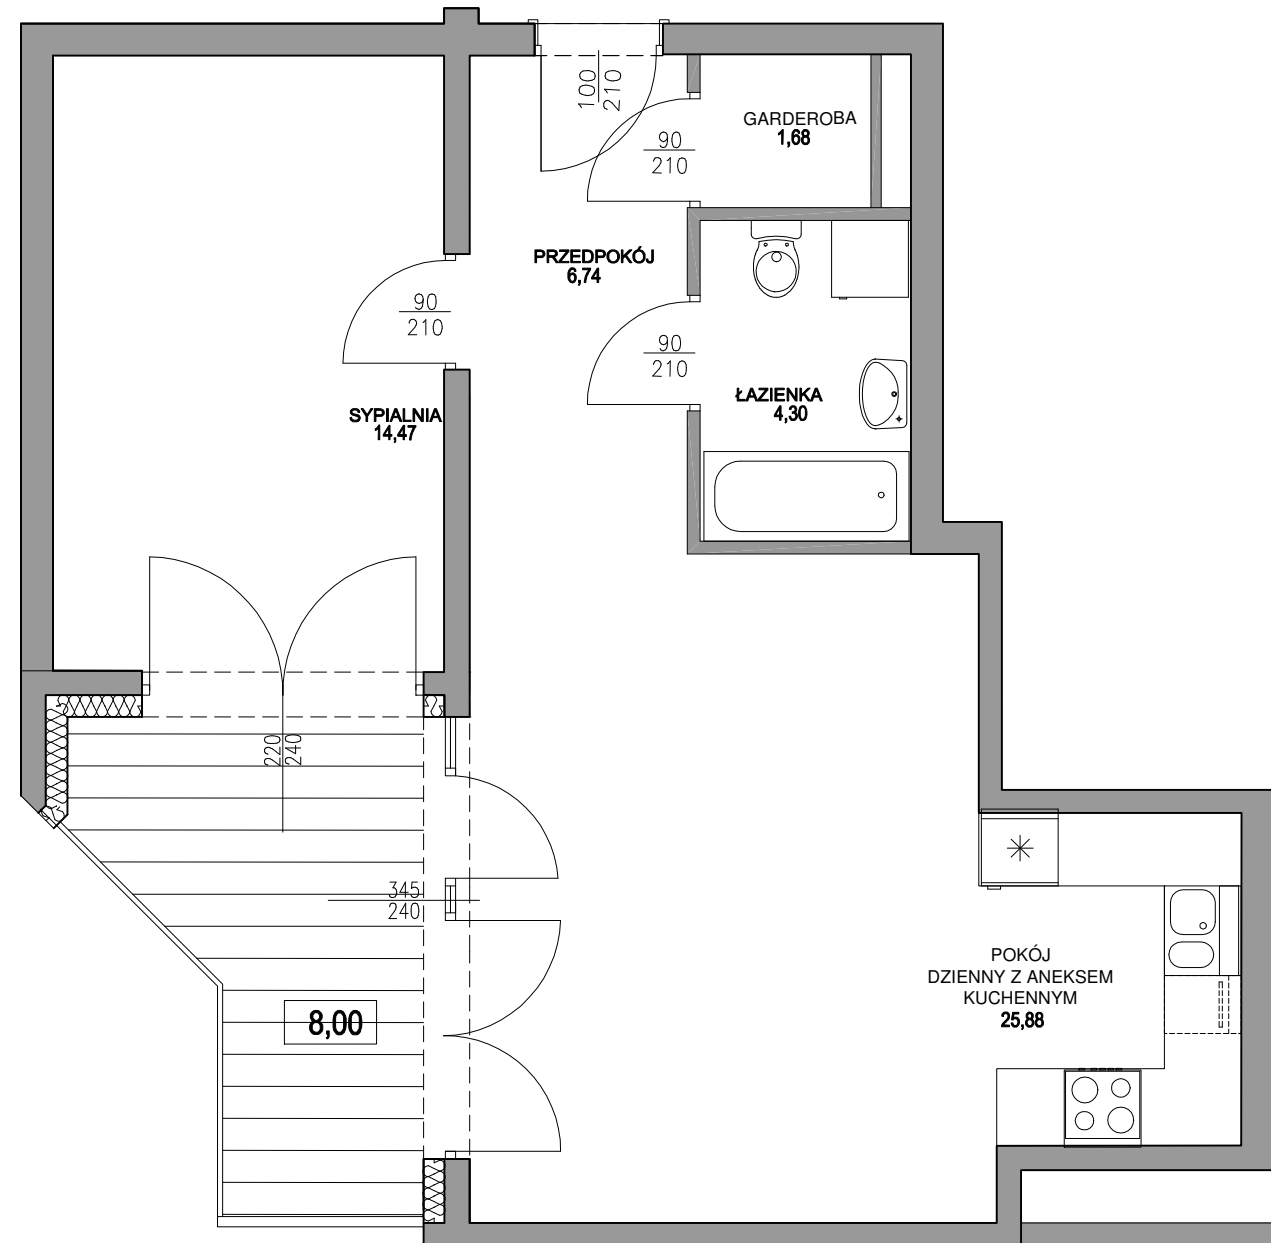 100
210
GARDEROBA
1,68
90
210
PRZEDPOKÓJ
6,74
90
210
90
210
ŁAZIENKA
4,30
SYPIALNIA
14,47
220
240
345
240
POKÓJ
DZIENNY Z ANEKSEM
KUCHENNYM
25,88
8,00